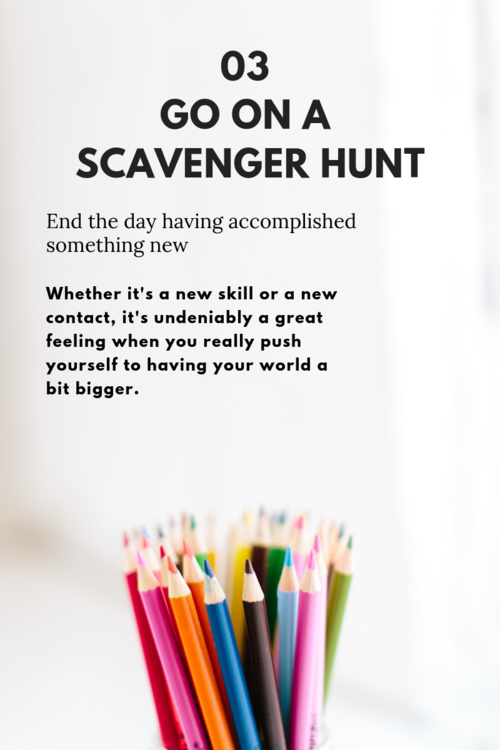 03
GO ON A
SCAVENGER HUNT
End the day having accomplished
something new
Whether it's a new skill or a new
contact, it's undeniably a great
feeling when you really push
yourself to having your world a
bit bigger.